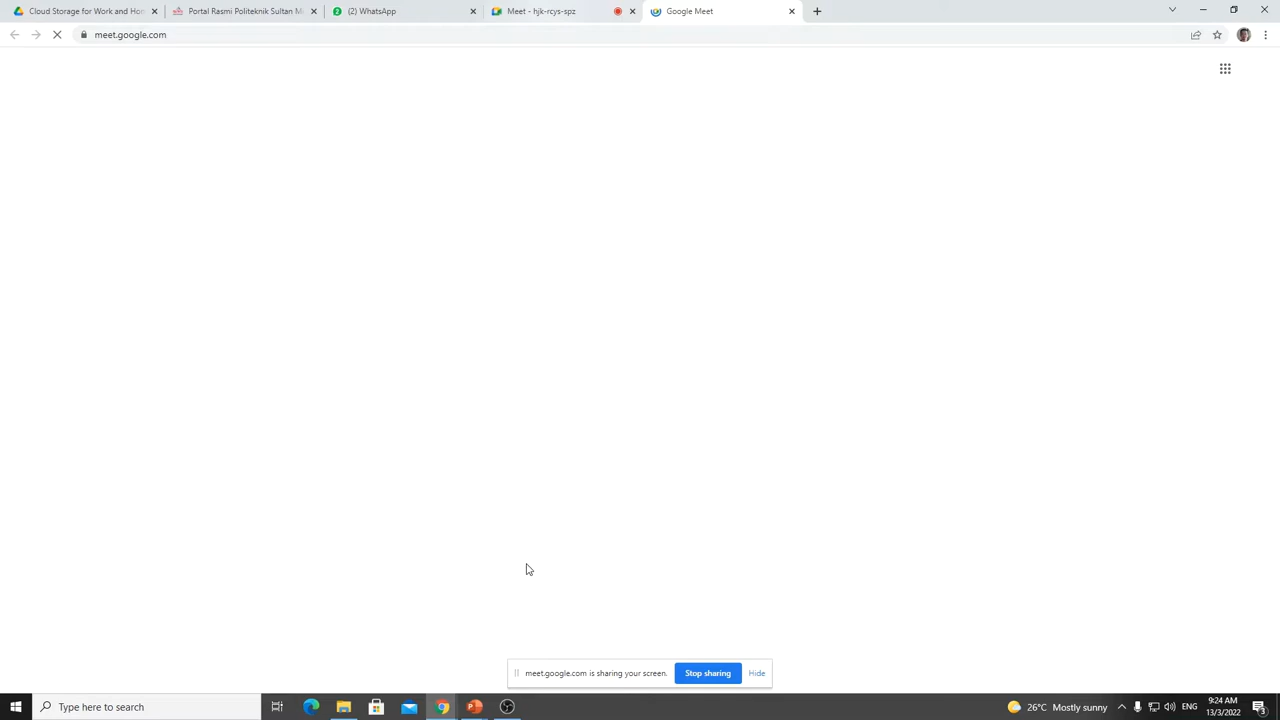 Cloud Storage for Work and Hom
Portal Rasmi Politeknik Sultan M
(2) WhatsApp
Meet - hjk-rcys-spz
Google Meet
meet.google.com
meet.google.com is sharing your screen.
Stop sharing
Hide
Type here to search
26°C Mostly sunny
ENG
9:24 AM
13/3/2022
3